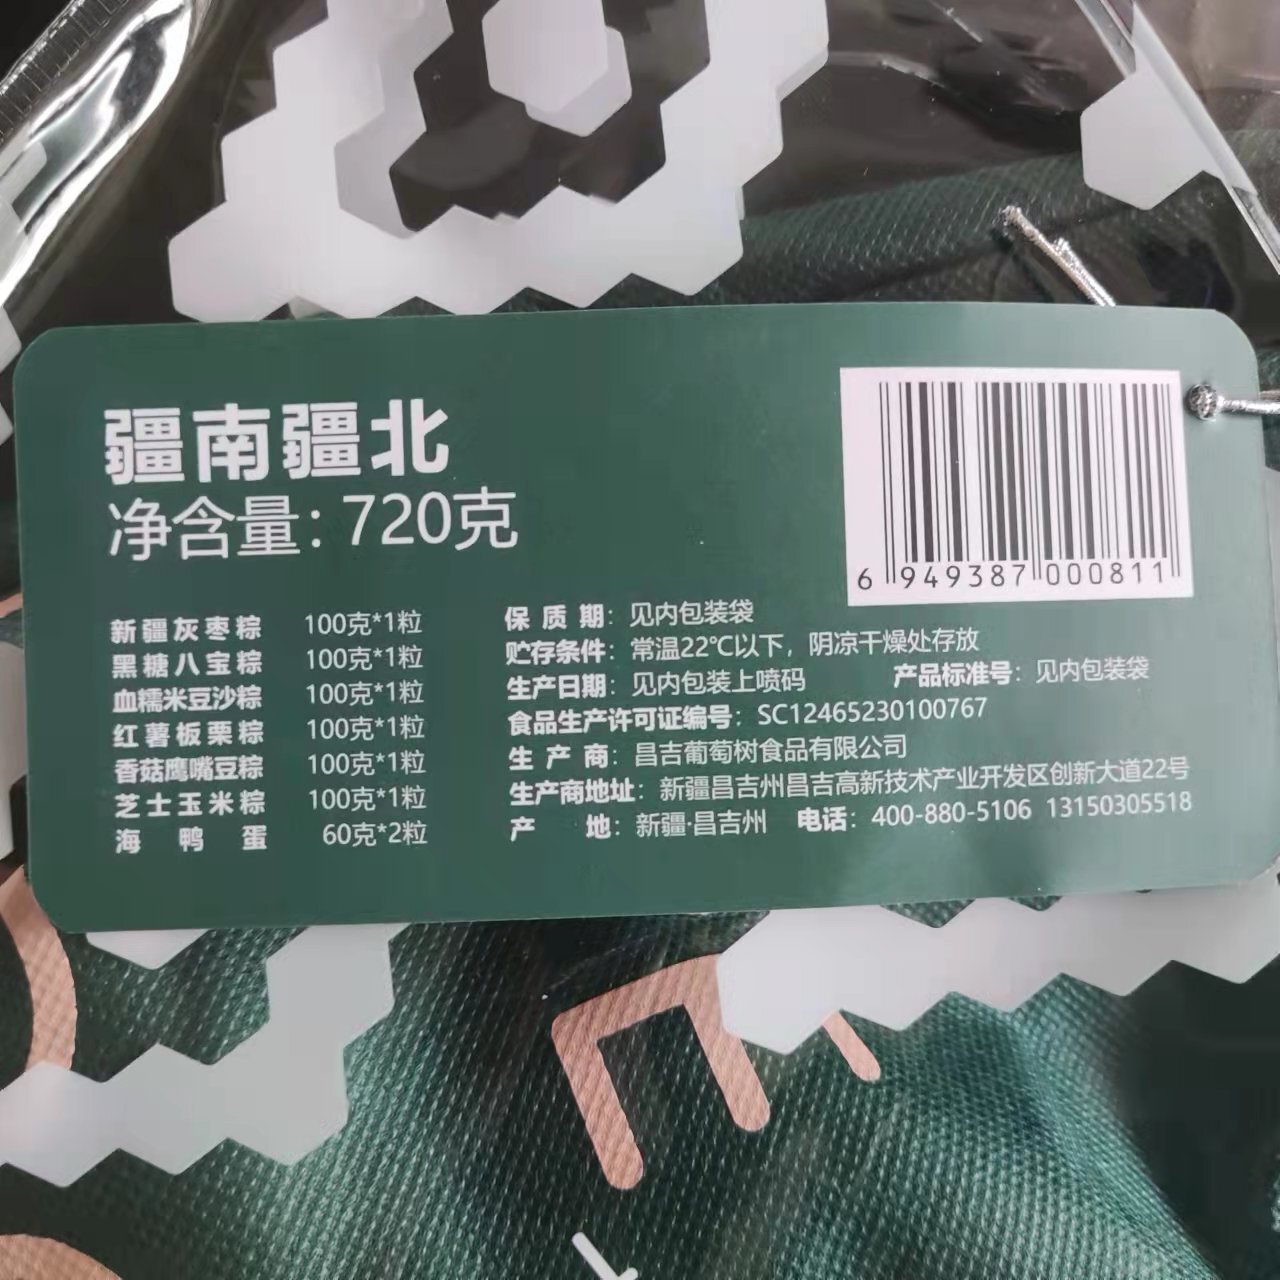 疆南疆北
净含量：720克
新疆灰枣粽 100克*1粒
黑糖八宝粽 100克*1粒
血糯米豆沙粽 100克*1粒
红薯板栗粽 100克*1粒
香菇鹰嘴豆粽 100克*1粒
芝士玉米粽 100克*1粒
海鸭蛋 60克*2粒
6 949387 000811
保质期：见内包装袋
贮存条件：常温22℃以下，阴凉干燥处存放
生产日期：见内包装上喷码 产品标准号：见内包装袋
食品生产许可证编号：SC12465230100767
生产商：昌吉葡萄树食品有限公司
生产商地址：新疆昌吉州昌吉高新技术产业开发区创新大道22号
产地：新疆·昌吉州 电话：400-880-5106 13150305518